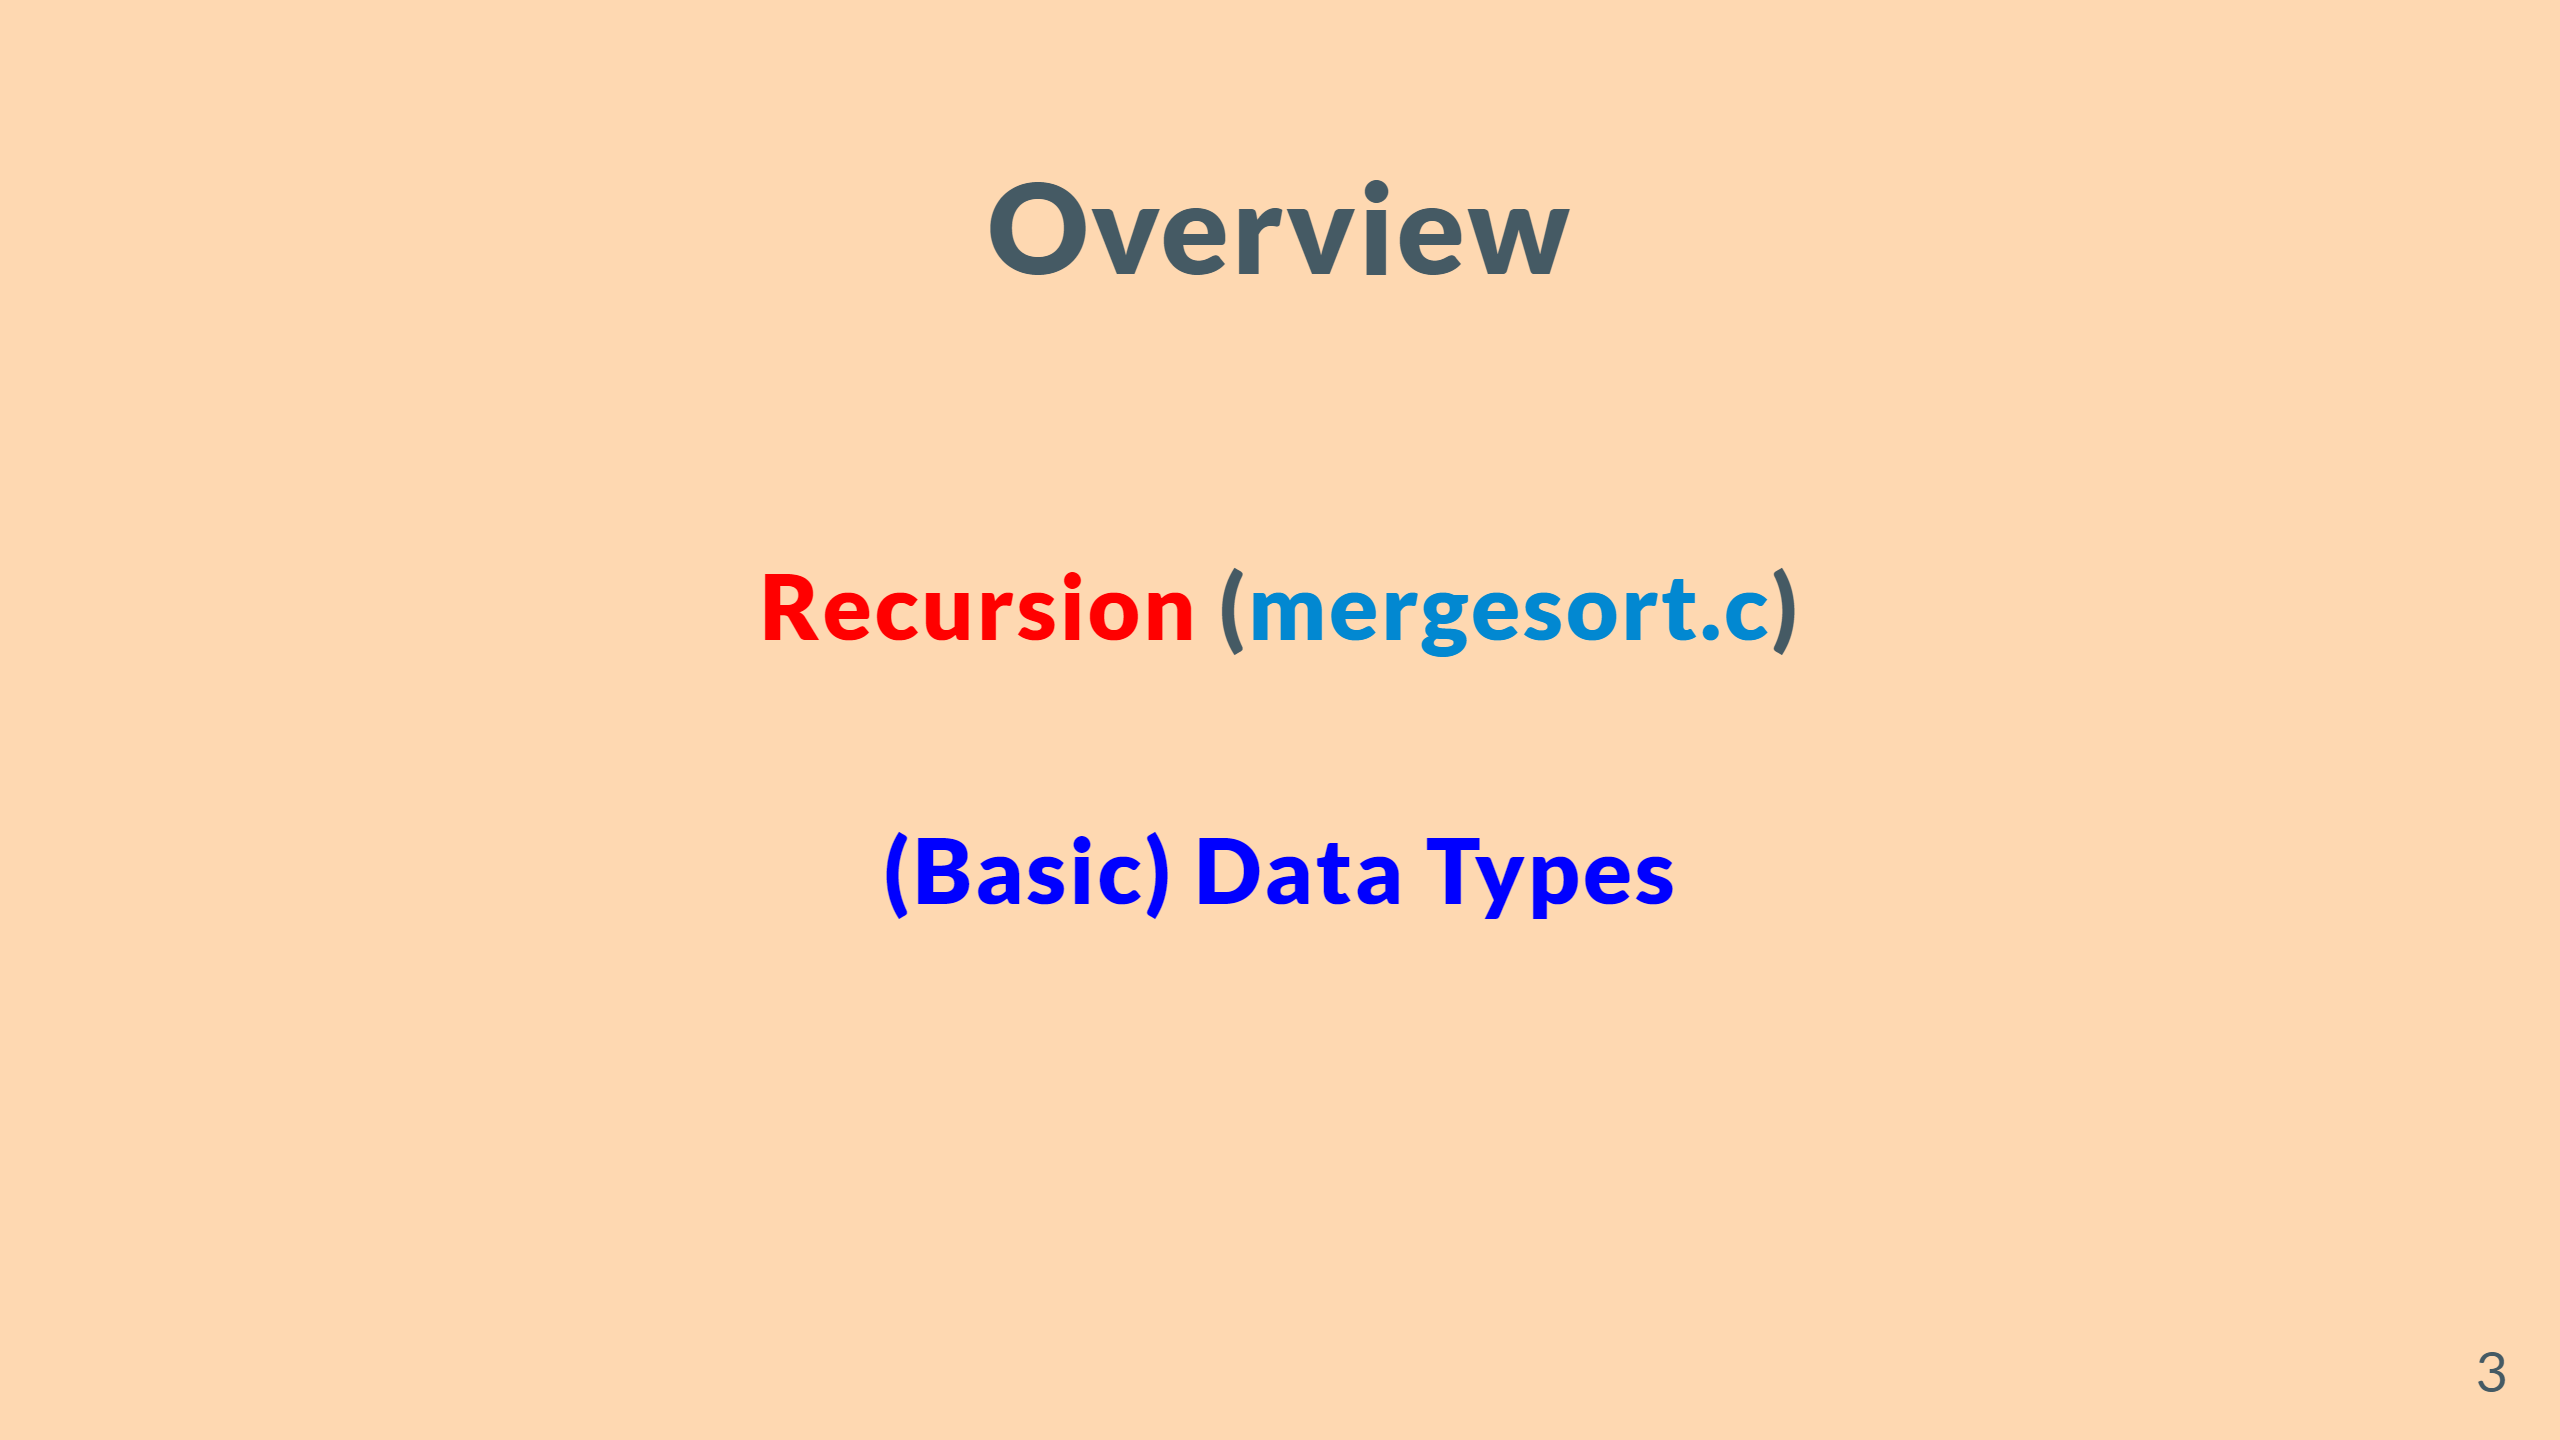 Overview
Recursion (mergesort.c)
(Basic) Data Types
3